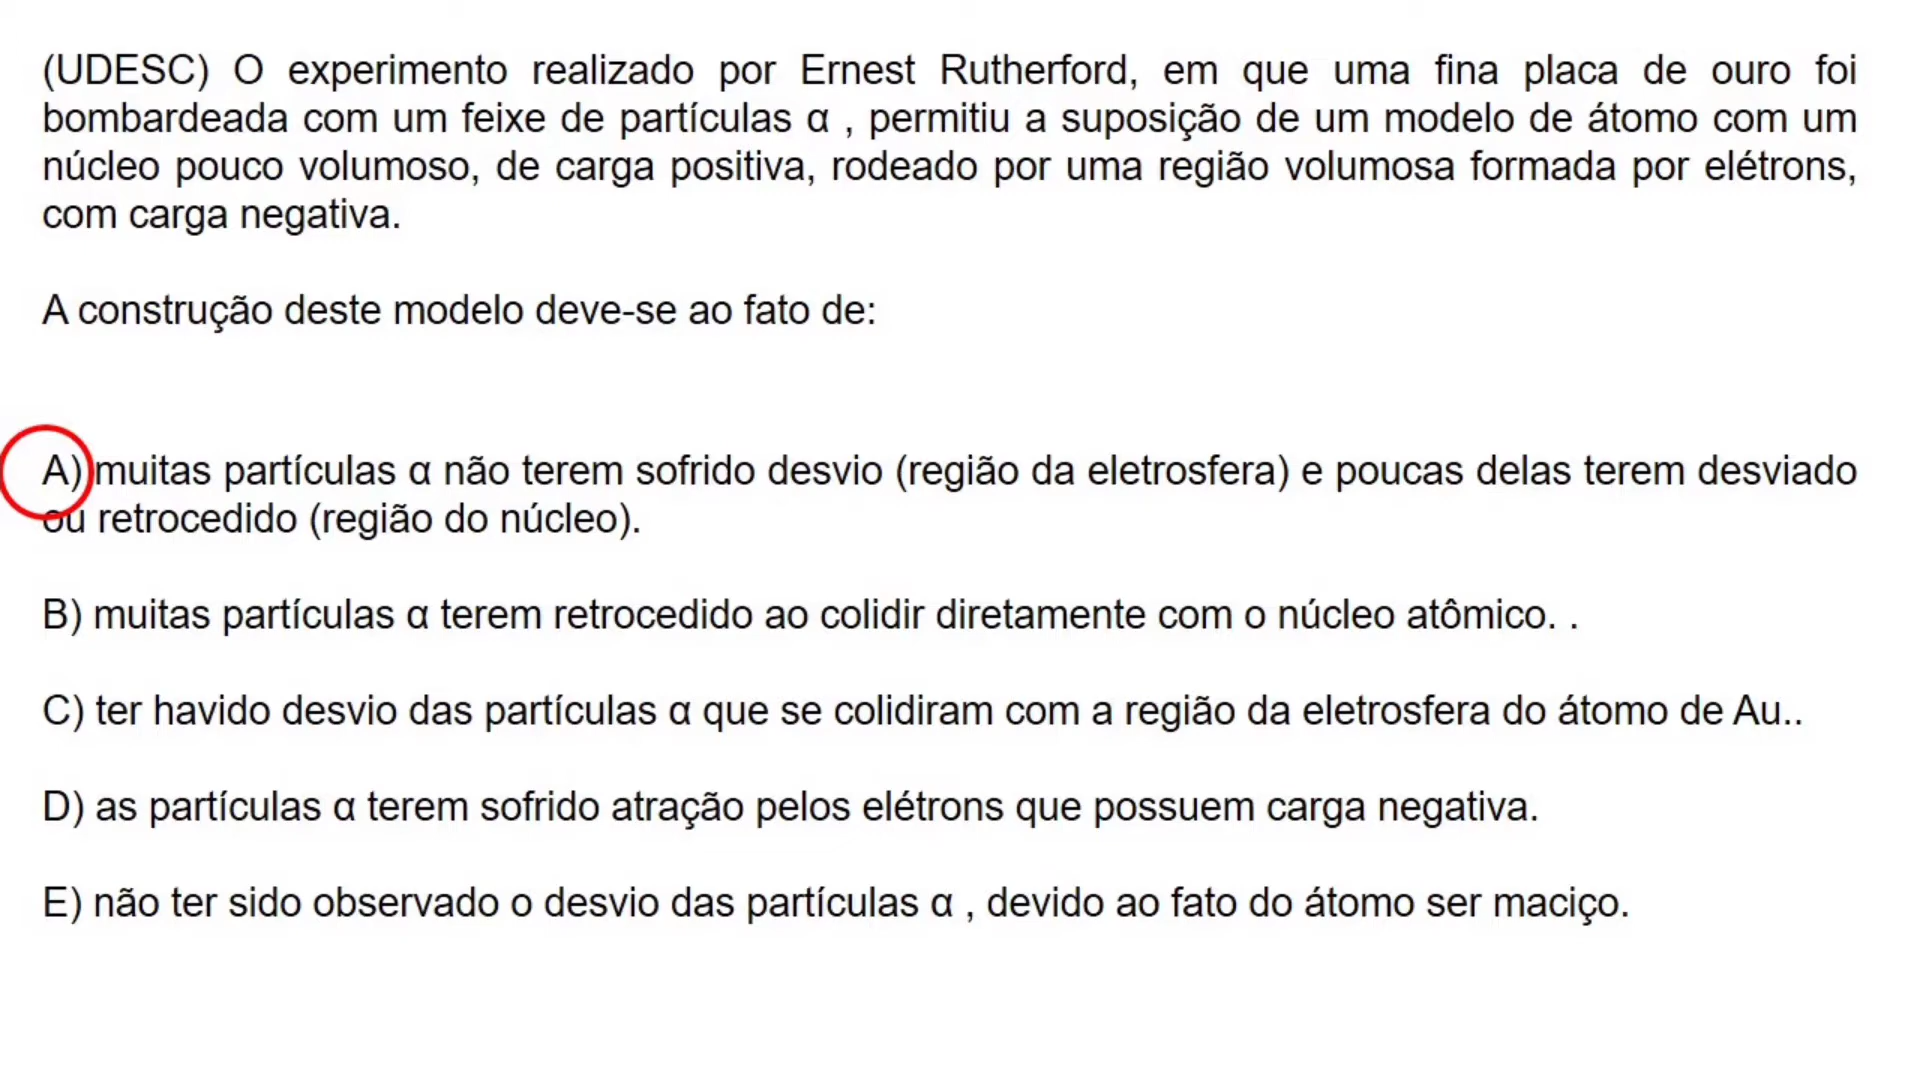 (UDESC) O experimento realizado por Ernest Rutherford, em que uma fina placa de ouro foi
bombardeada com um feixe de partículas α , permitiu a suposição de um modelo de átomo com um
núcleo pouco volumoso, de carga positiva, rodeado por uma região volumosa formada por elétrons,
com carga negativa.
A construção deste modelo deve-se ao fato de:
A) muitas partículas α não terem sofrido desvio (região da eletrosfera) e poucas delas terem desviado
ou retrocedido (região do núcleo).
B) muitas partículas α terem retrocedido ao colidir diretamente com o núcleo atômico. .
C) ter havido desvio das partículas α que se colidiram com a região da eletrosfera do átomo de Au..
D) as partículas α terem sofrido atração pelos elétrons que possuem carga negativa.
E) não ter sido observado o desvio das partículas α , devido ao fato do átomo ser maciço.